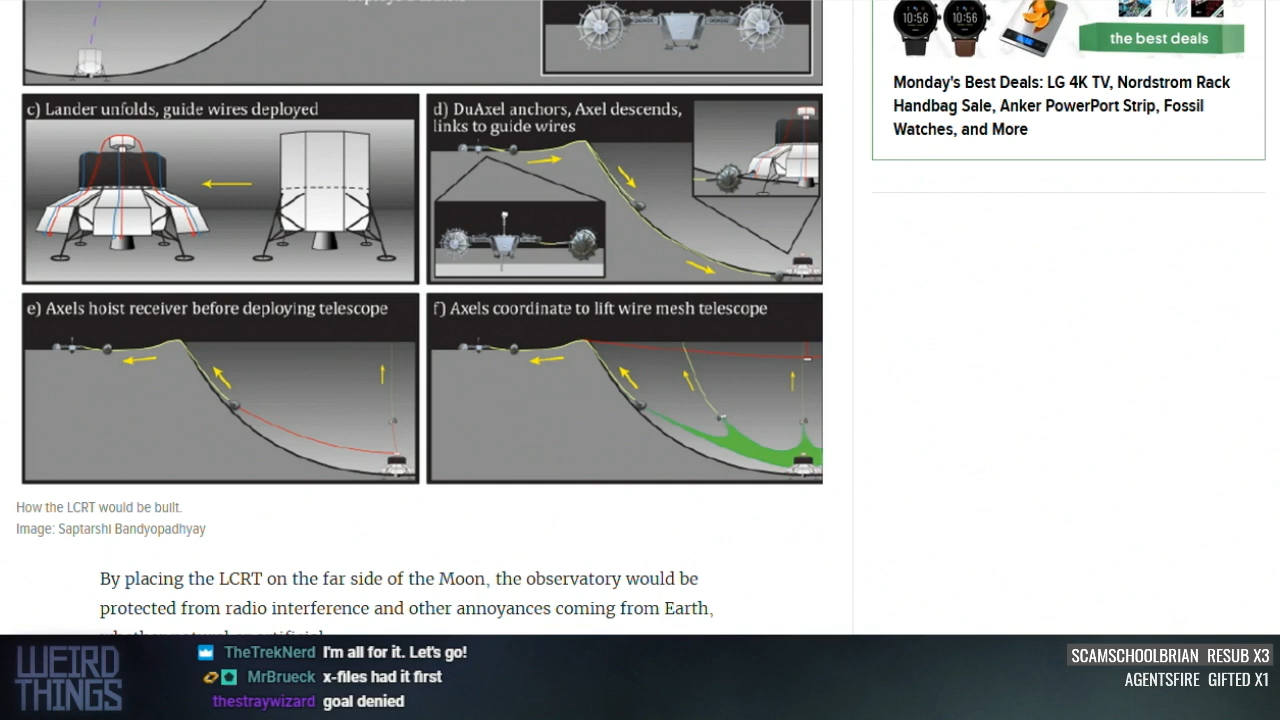 c) Lander unfolds, guide wires deployed
d) DuAxel anchors, Axel descends,
links to guide wires
e) Axels hoist receiver before deploying telescope
f) Axels coordinate to lift wire mesh telescope
How the LCRT would be built.
Image: Saptarshi Bandyopadhyay
By placing the LCRT on the far side of the Moon, the observatory would be
protected from radio interference and other annoyances coming from Earth,
10:56
10:56
the best deals
Monday's Best Deals: LG 4K TV, Nordstrom Rack
Handbag Sale, Anker PowerPort Strip, Fossil
Watches, and More
WEIRD
THINGS
TheTrekNerd I'm all for it. Let's go!
MrBrueck x-files had it first
thestraywizard goal denied
SCAMSCHOOLBRIAN RESUB X3
AGENTSFIRE GIFTED X1